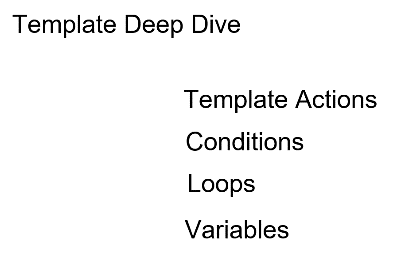 Template Deep Dive
Template Actions
Conditions
Loops
Variables